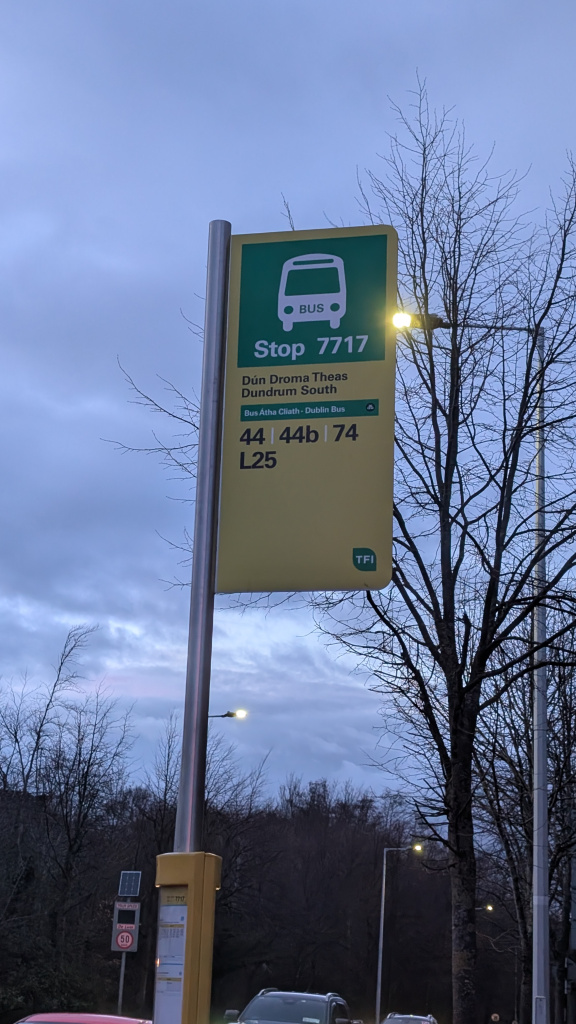 BUS
Stop 7717
Dún Droma Theas
Dundrum South
Bus Átha Cliath - Dublin Bus
44 | 44b | 74
L25
TFI
50